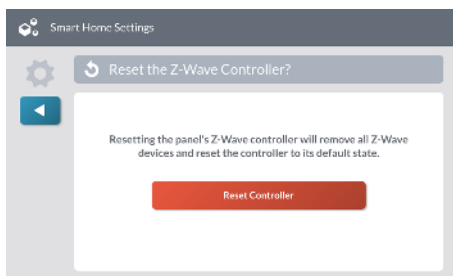 Smart Home Settings
Reset the Z-Wave Controller?
Resetting the panel's Z-Wave controller will remove all Z-Wave
devices and reset the controller to its default state.
Reset Controller